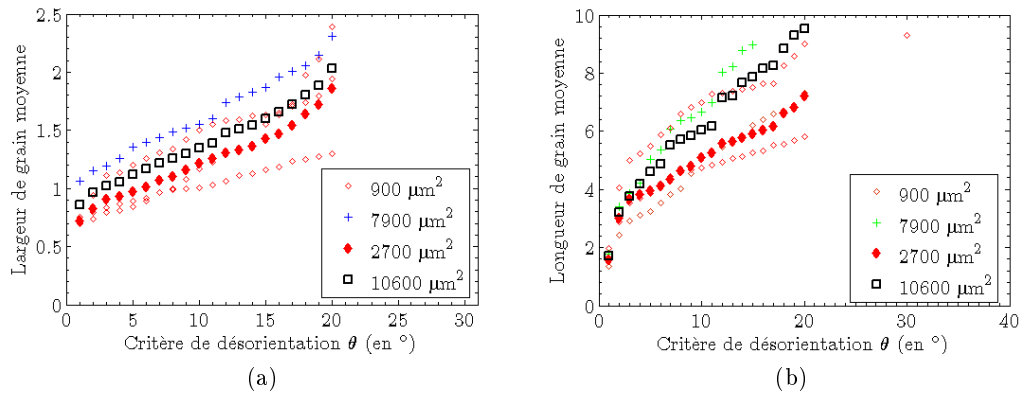 2.5
2
1.5
1
0.5
0
0
5
10
15
20
25
30
Largeur de grain moyenne
Critère de désorientation θ (en °)
900 µm²
7900 µm²
2700 µm²
10600 µm²
(a)
10
8
6
4
2
0
0
10
20
30
40
Longueur de grain moyenne
Critère de désorientation θ (en °)
900 µm²
7900 µm²
2700 µm²
10600 µm²
(b)